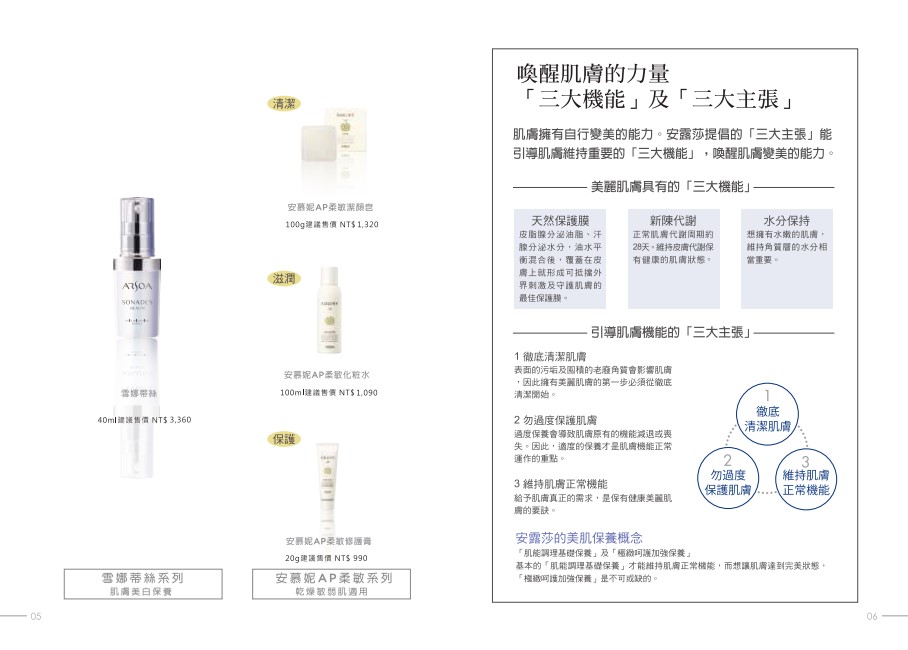 清潔
安慕妮AP柔敏潔顏皂
100g建議售價 NT$1,320
ARSOA
SONADES
雪娜蒂絲
40ml建議售價 NT$3,360
滋潤
安慕妮AP柔敏化粧水
100ml建議售價 NT$1,090
保護
安慕妮AP柔敏修護膏
20g建議售價 NT$ 990
雪娜蒂絲系列
肌膚美白保養
安慕妮AP柔敏系列
乾燥敏弱肌適用
05
喚醒肌膚的力量
「三大機能」及「三大主張」
肌膚擁有自行變美的能力。安露莎提倡的「三大主張」能
引導肌膚維持重要的「三大機能」，喚醒肌膚變美的能力。
美麗肌膚具有的「三大機能」
天然保護膜
皮脂腺分泌油脂、汗
腺分泌水分，油水平
衡混合後，覆蓋在皮
膚上就形成可抵擋外
界刺激及守護肌膚的
最佳保護膜。
新陳代謝
正常肌膚代謝周期約
28天。維持皮膚代謝保
有健康的肌膚狀態。
水分保持
想擁有水嫩的肌膚，
維持角質層的水分相
當重要。
引導肌膚機能的「三大主張」
1 徹底清潔肌膚
表面的污垢及囤積的老廢角質會影響肌膚
，因此擁有美麗肌膚的第一步必須從徹底
清潔開始。
2 勿過度保護肌膚
過度保養會導致肌膚原有的機能減退或喪
失。因此，適度的保養才是肌膚機能正常
運作的重點。
3 維持肌膚正常機能
給予肌膚真正的需求，是保有健康美麗肌
膚的要訣。
1
徹底
清潔肌膚
2
勿過度
保護肌膚
3
維持肌膚
正常機能
安露莎的美肌保養概念
「肌能調理基礎保養」及「極緻呵護加強保養」
基本的「肌能調理基礎保養」才能維持肌膚正常機能，而想讓肌膚達到完美狀態，
「極緻呵護加強保養」是不可或缺的。
06